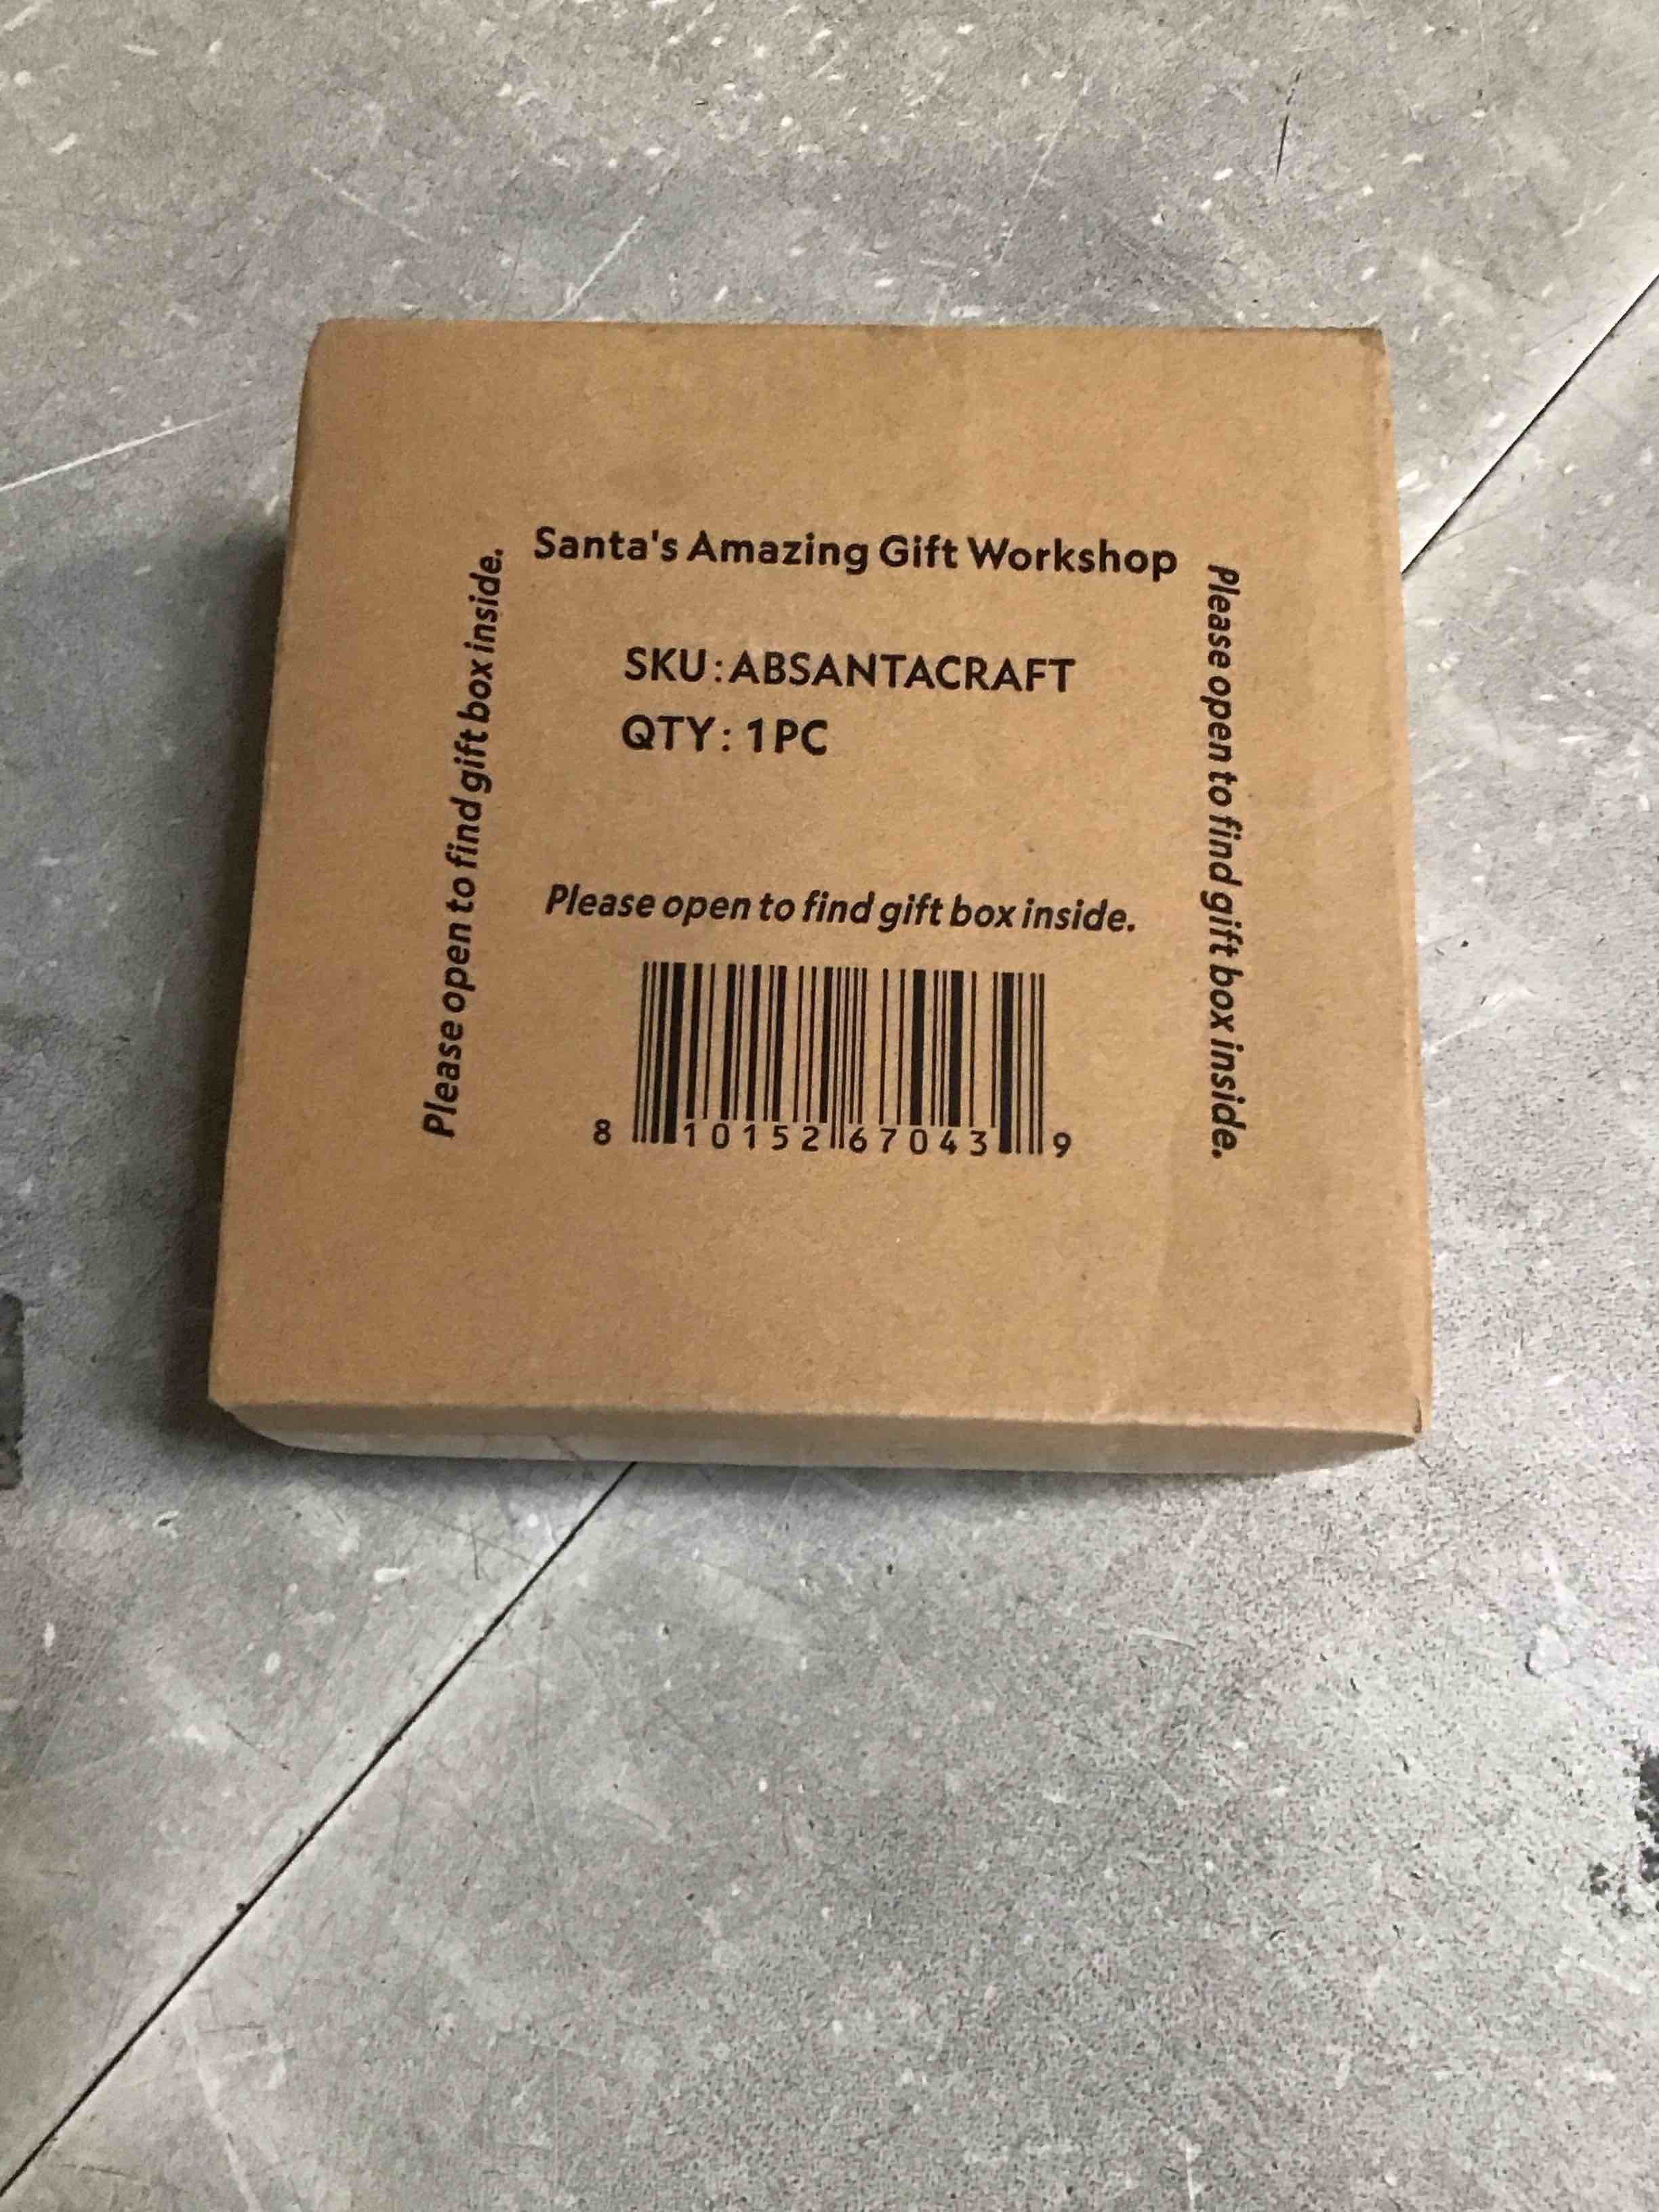 Santa's Amazing Gift Workshop
SKU: ABSANTACRAFT
QTY: 1PC
Please open to find gift box inside.
Please open to find gift box inside.
Please open to find gift box inside.
8 10152 67043 9